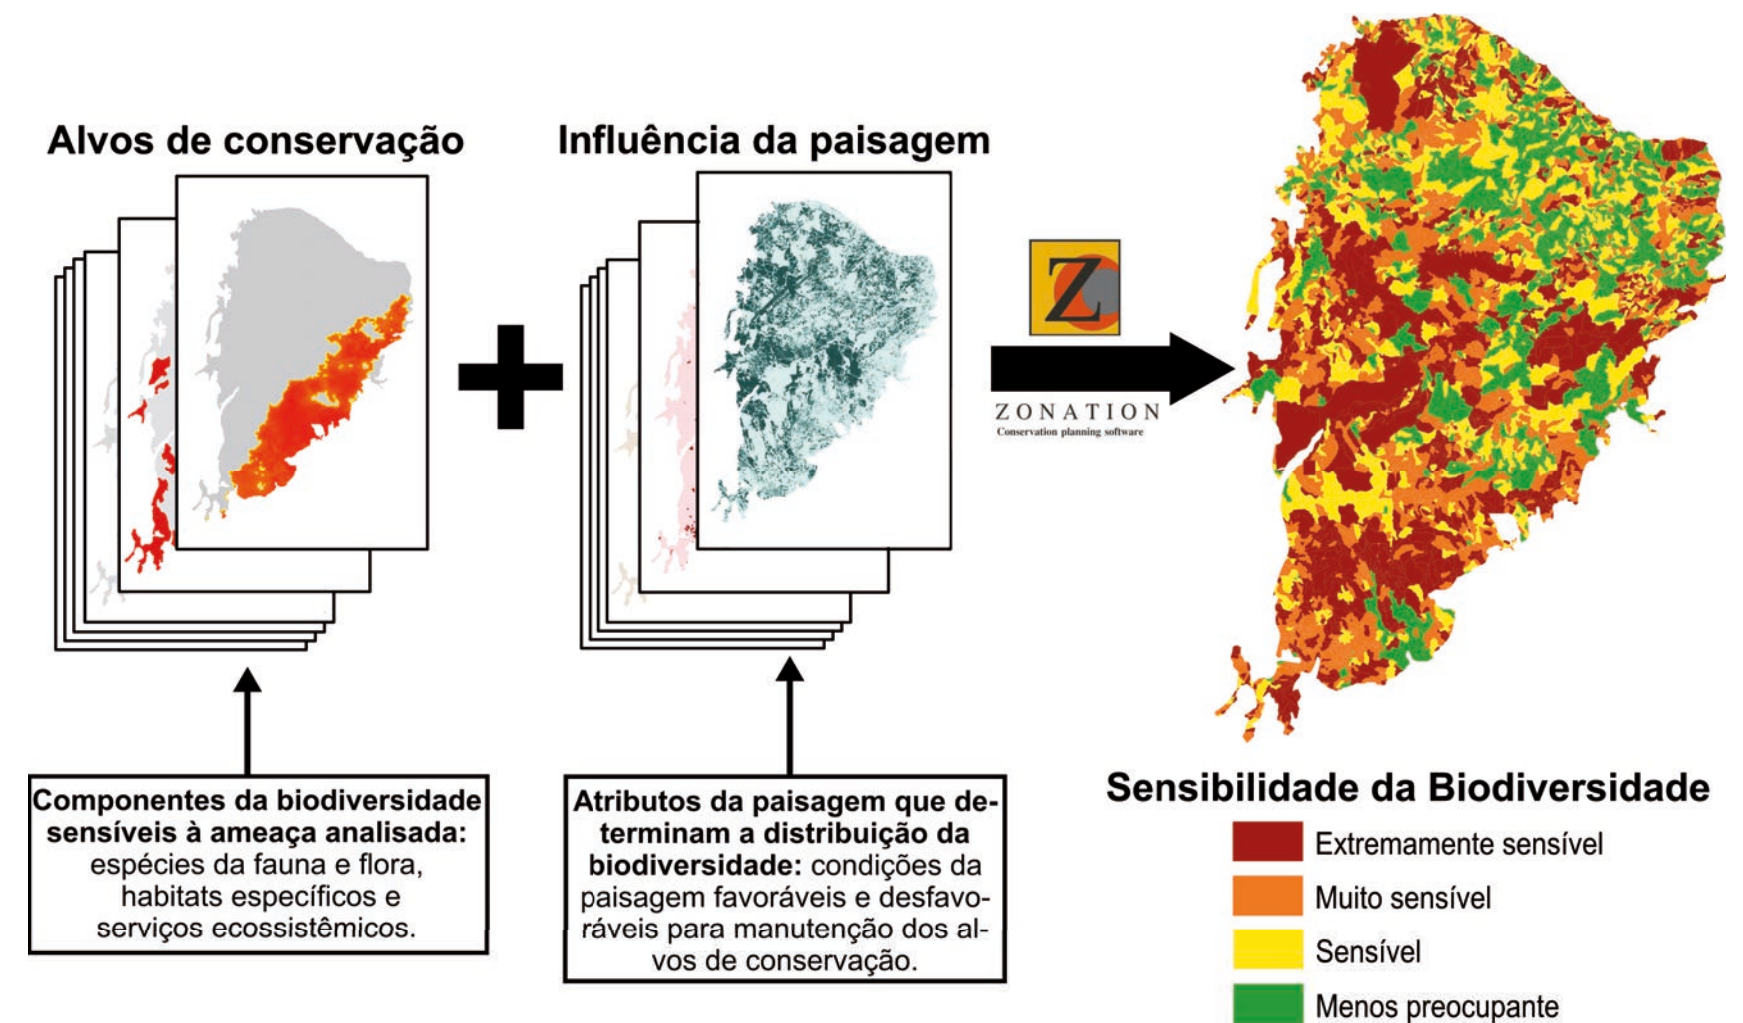 Alvos de conservação
Influência da paisagem
Z
ZONATION
Conservation planning software
Componentes da biodiversidade
sensíveis à ameaça analisada:
espécies da fauna e flora,
habitats específicos e
serviços ecossistêmicos.
Atributos da paisagem que de-
terminam a distribuição da
biodiversidade: condições da
paisagem favoráveis e desfavo-
ráveis para manutenção dos al-
vos de conservação.
Sensibilidade da Biodiversidade
Extremamente sensível
Muito sensível
Sensível
Menos preocupante